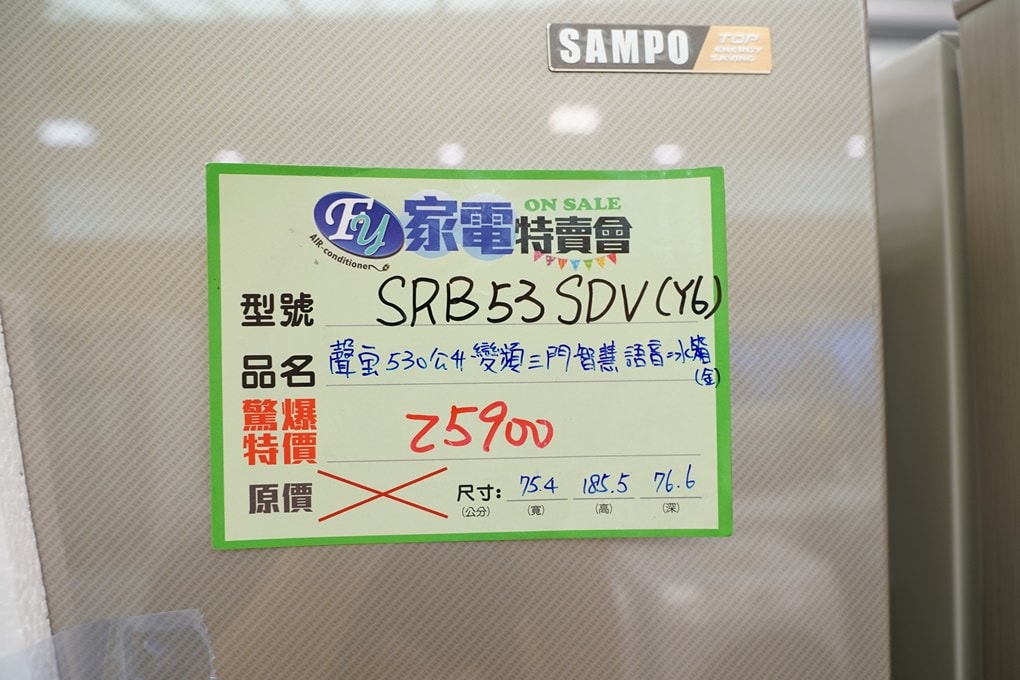 SAMPO TOP ENERGY SAVING
FY 家電特賣會 ON SALE
AIR-conditioner
型號 SRB53SDV(Y6)
品名 聲宝530公升變頻三門智慧語音冰箱
(金)
驚爆特價 25900
原價
尺寸: 75.4 185.5 76.6
(公分) (寬) (高) (深)